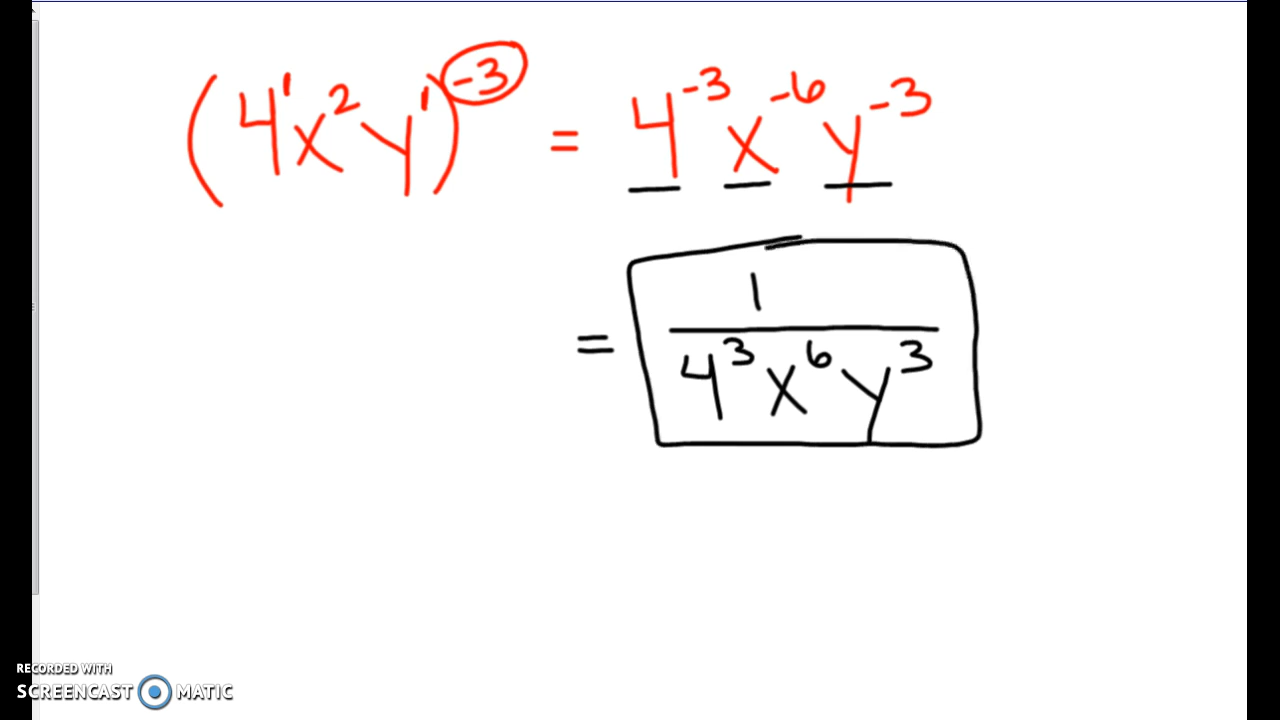 (4¹x²y¹)⁻³ = 4⁻³x⁻⁶y⁻³
= 1/(4³x⁶y³)
RECORDED WITH
SCREENCAST MATIC